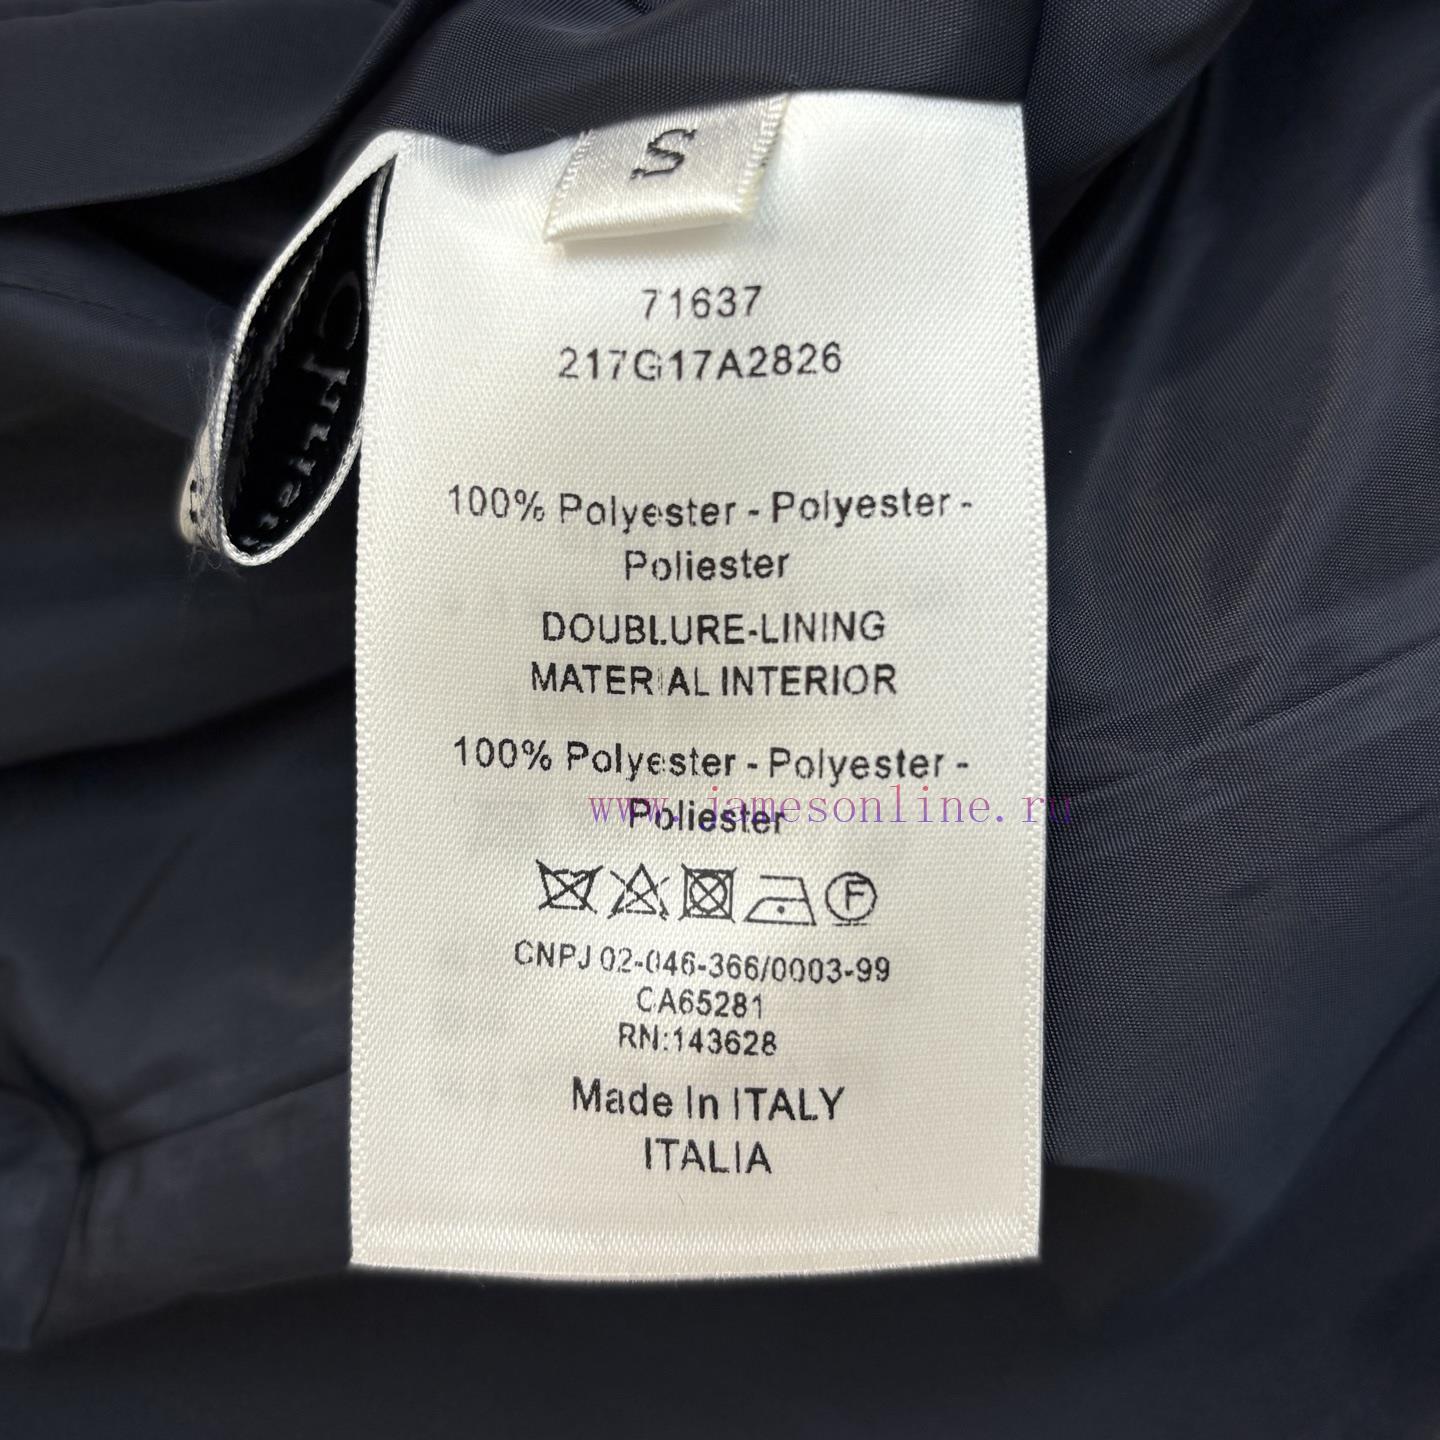 S
71637
217G17A2826
100% Polyester - Polyester -
Poliester
DOUBLURE-LINING
MATERIAL INTERIOR
100% Polyester - Polyester -
Poliester
www.jamesonline.ru
F
CNPJ 02-046-366/0003-99
CA65281
RN:143628
Made In ITALY
ITALIA